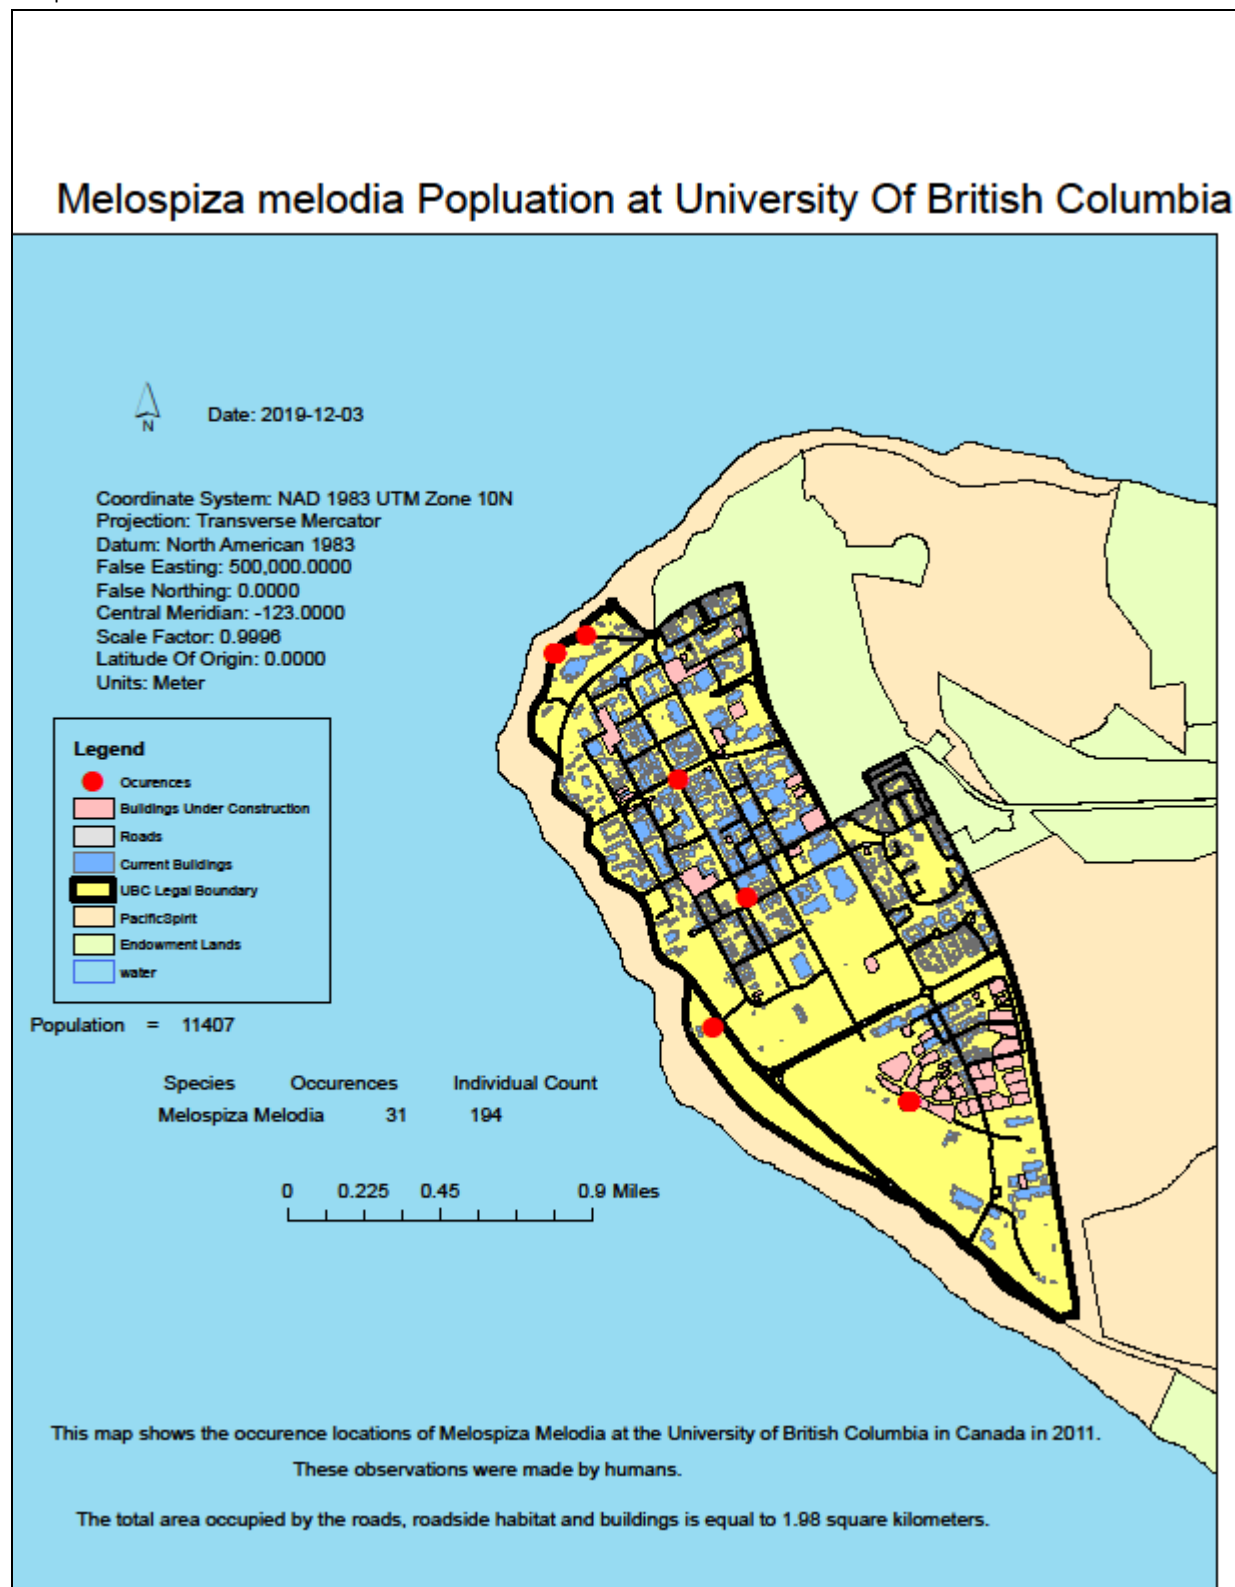 Melospiza melodia Popluation at University Of British Columbia
N
Date: 2019-12-03
Coordinate System: NAD 1983 UTM Zone 10N
Projection: Transverse Mercator
Datum: North American 1983
False Easting: 500,000.0000
False Northing: 0.0000
Central Meridian: -123.0000
Scale Factor: 0.9996
Latitude Of Origin: 0.0000
Units: Meter
Legend
Ocurences
Buildings Under Construction
Roads
Current Buildings
UBC Legal Boundary
PacificSpirit
Endowment Lands
water
Population = 11407
Species Occurences Individual Count
Melospiza Melodia 31 194
0 0.225 0.45 0.9 Miles
This map shows the occurence locations of Melospiza Melodia at the University of British Columbia in Canada in 2011.
These observations were made by humans.
The total area occupied by the roads, roadside habitat and buildings is equal to 1.98 square kilometers.